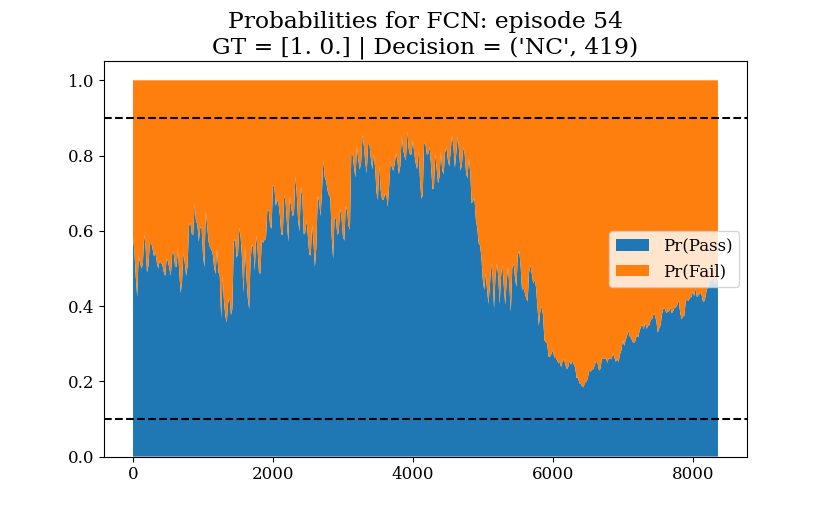 Probabilities for FCN: episode 54
GT = [1. 0.] | Decision = ('NC', 419)
1.0
0.8
0.6
0.4
0.2
0.0
Pr(Pass)
Pr(Fail)
0 2000 4000 6000 8000